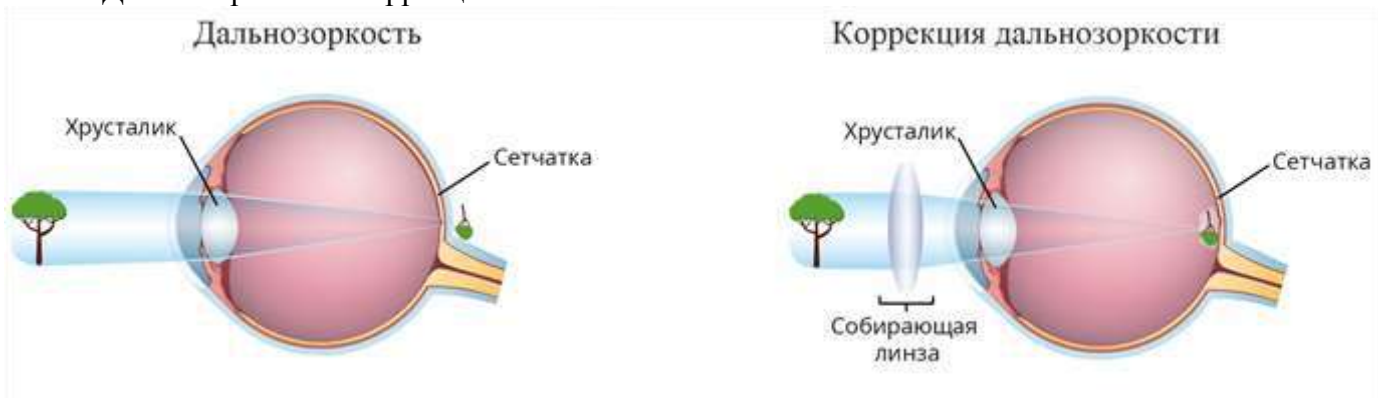 Дальнозоркость
Коррекция дальнозоркости
Хрусталик
Сетчатка
Хрусталик
Сетчатка
Собирающая
линза